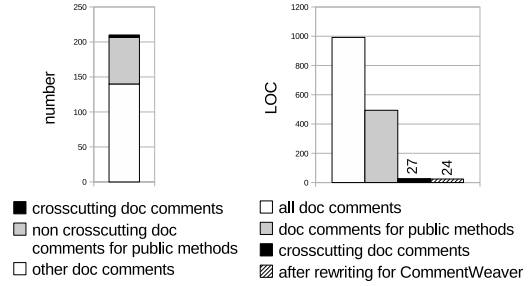 250
200
150
100
50
0
number
crosscutting doc comments
non crosscutting doc
comments for public methods
other doc comments
1200
1000
800
600
400
200
0
LOC
27
24
all doc comments
doc comments for public methods
crosscutting doc comments
after rewriting for CommentWeaver